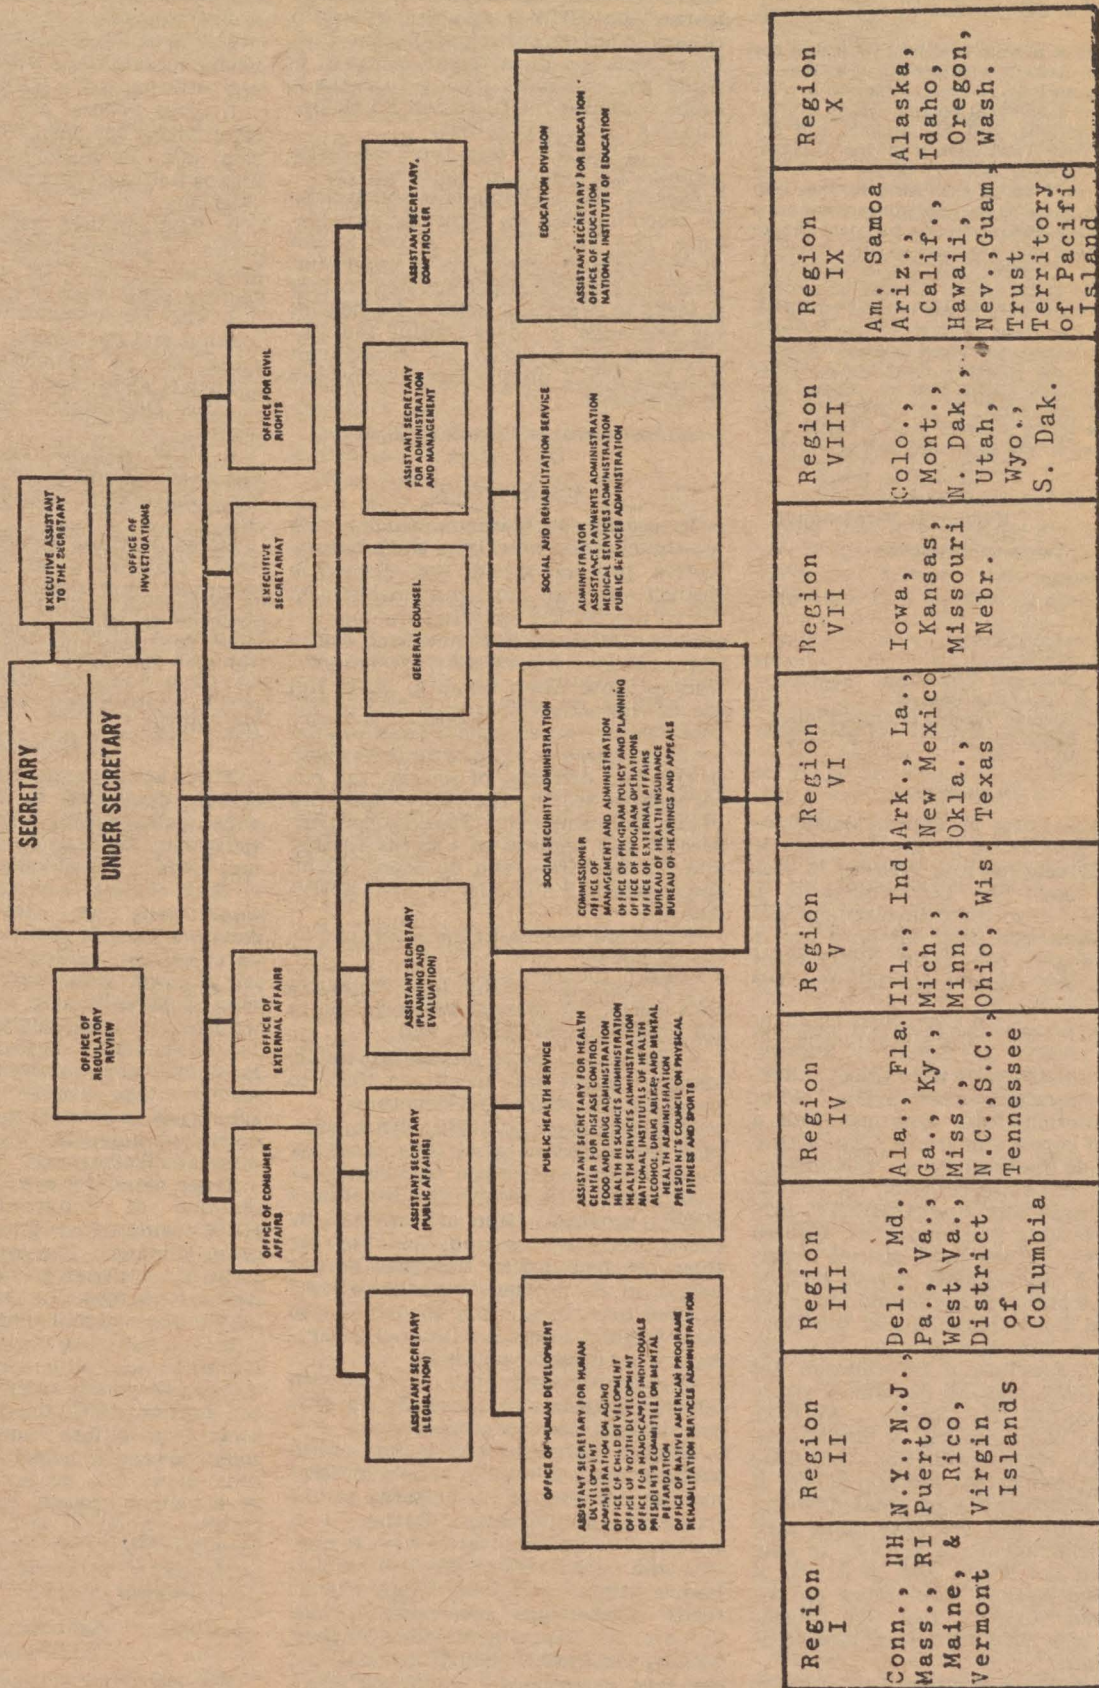 SECRETARY
UNDER SECRETARY
EXECUTIVE ASSISTANT
TO THE SECRETARY
OFFICE OF
INVESTIGATIONS
OFFICE OF
REGULATORY
REVIEW
OFFICE OF CONSUMER
AFFAIRS
OFFICE OF
EXTERNAL AFFAIRS
EXECUTIVE
SECRETARIAT
OFFICE FOR CIVIL
RIGHTS
ASSISTANT SECRETARY
(LEGISLATION)
ASSISTANT SECRETARY
(PUBLIC AFFAIRS)
ASSISTANT SECRETARY
(PLANNING AND
EVALUATION)
GENERAL COUNSEL
ASSISTANT SECRETARY
FOR ADMINISTRATION
AND MANAGEMENT
ASSISTANT SECRETARY,
COMPTROLLER
OFFICE OF HUMAN DEVELOPMENT
ASSISTANT SECRETARY FOR HUMAN
DEVELOPMENT
ADMINISTRATION ON AGING
OFFICE OF CHILD DEVELOPMENT
OFFICE OF YOUTH DEVELOPMENT
OFFICE FOR HANDICAPPED INDIVIDUALS
PRESIDENT'S COMMITTEE ON MENTAL
RETARDATION
OFFICE OF NATIVE AMERICAN PROGRAMS
REHABILITATION SERVICES ADMINISTRATION
PUBLIC HEALTH SERVICE
ASSISTANT SECRETARY FOR HEALTH
CENTER FOR DISEASE CONTROL
FOOD AND DRUG ADMINISTRATION
HEALTH RESOURCES ADMINISTRATION
HEALTH SERVICES ADMINISTRATION
NATIONAL INSTITUTES OF HEALTH
ALCOHOL, DRUG ABUSE, AND MENTAL
HEALTH ADMINISTRATION
PRESIDENT'S COUNCIL ON PHYSICAL
FITNESS AND SPORTS
SOCIAL SECURITY ADMINISTRATION
COMMISSIONER
OFFICE OF
MANAGEMENT AND ADMINISTRATION
OFFICE OF PROGRAM POLICY AND PLANNING
OFFICE OF PROGRAM OPERATIONS
OFFICE OF EXTERNAL AFFAIRS
BUREAU OF HEALTH INSURANCE
BUREAU OF HEARINGS AND APPEALS
SOCIAL AND REHABILITATION SERVICE
ADMINISTRATOR
ASSISTANCE PAYMENTS ADMINISTRATION
MEDICAL SERVICES ADMINISTRATION
PUBLIC SERVICES ADMINISTRATION
EDUCATION DIVISION
ASSISTANT SECRETARY FOR EDUCATION
OFFICE OF EDUCATION
NATIONAL INSTITUTE OF EDUCATION
Region
I
Conn., NH
Mass., RI
Maine, &
Vermont
Region
II
N.Y.,N.J.,
Puerto
Rico,
Virgin
Islands
Region
III
Del., Md.
Pa., Va.,
West Va.,
District
of
Columbia
Region
IV
Ala., Fla.
Ga., Ky.,
Miss.,
N.C.,S.C.,
Tennessee
Region
V
Ill., Ind,
Mich.,
Minn.,
Ohio, Wis.
Region
VI
Ark., La.,
New Mexico
Okla.,
Texas
Region
VII
Iowa,
Kansas,
Missouri
Nebr.
Region
VIII
Colo.,
Mont.,
N. Dak.,
Utah,
Wyo.,
S. Dak.
Region
IX
Am. Samoa
Ariz.,
Calif.,
Hawaii,
Nev.,Guam,
Trust
Territory
of Pacific
Island
Region
X
Alaska,
Idaho,
Oregon,
Wash.